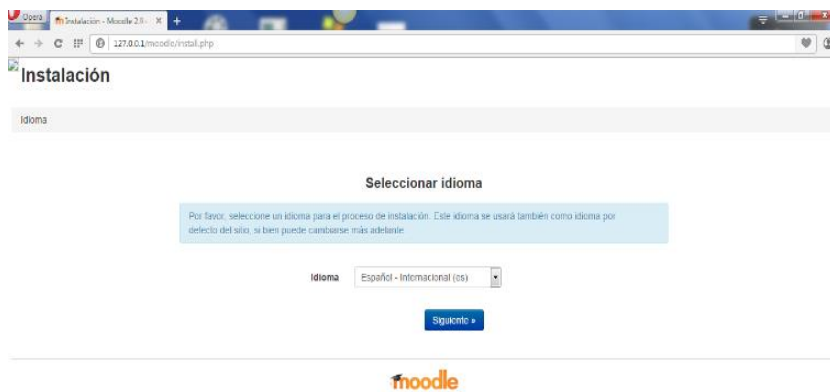 Opera
Instalación - Moodle 2.8-
127.0.0.1/moodle/install.php
Instalación
Idioma
Seleccionar idioma
Por favor, seleccione un idioma para el proceso de instalación. Este idioma se usará también como idioma por
defecto del sitio, si bien puede cambiarse más adelante.
Idioma
Español - Internacional (es)
Siguiente »
moodle